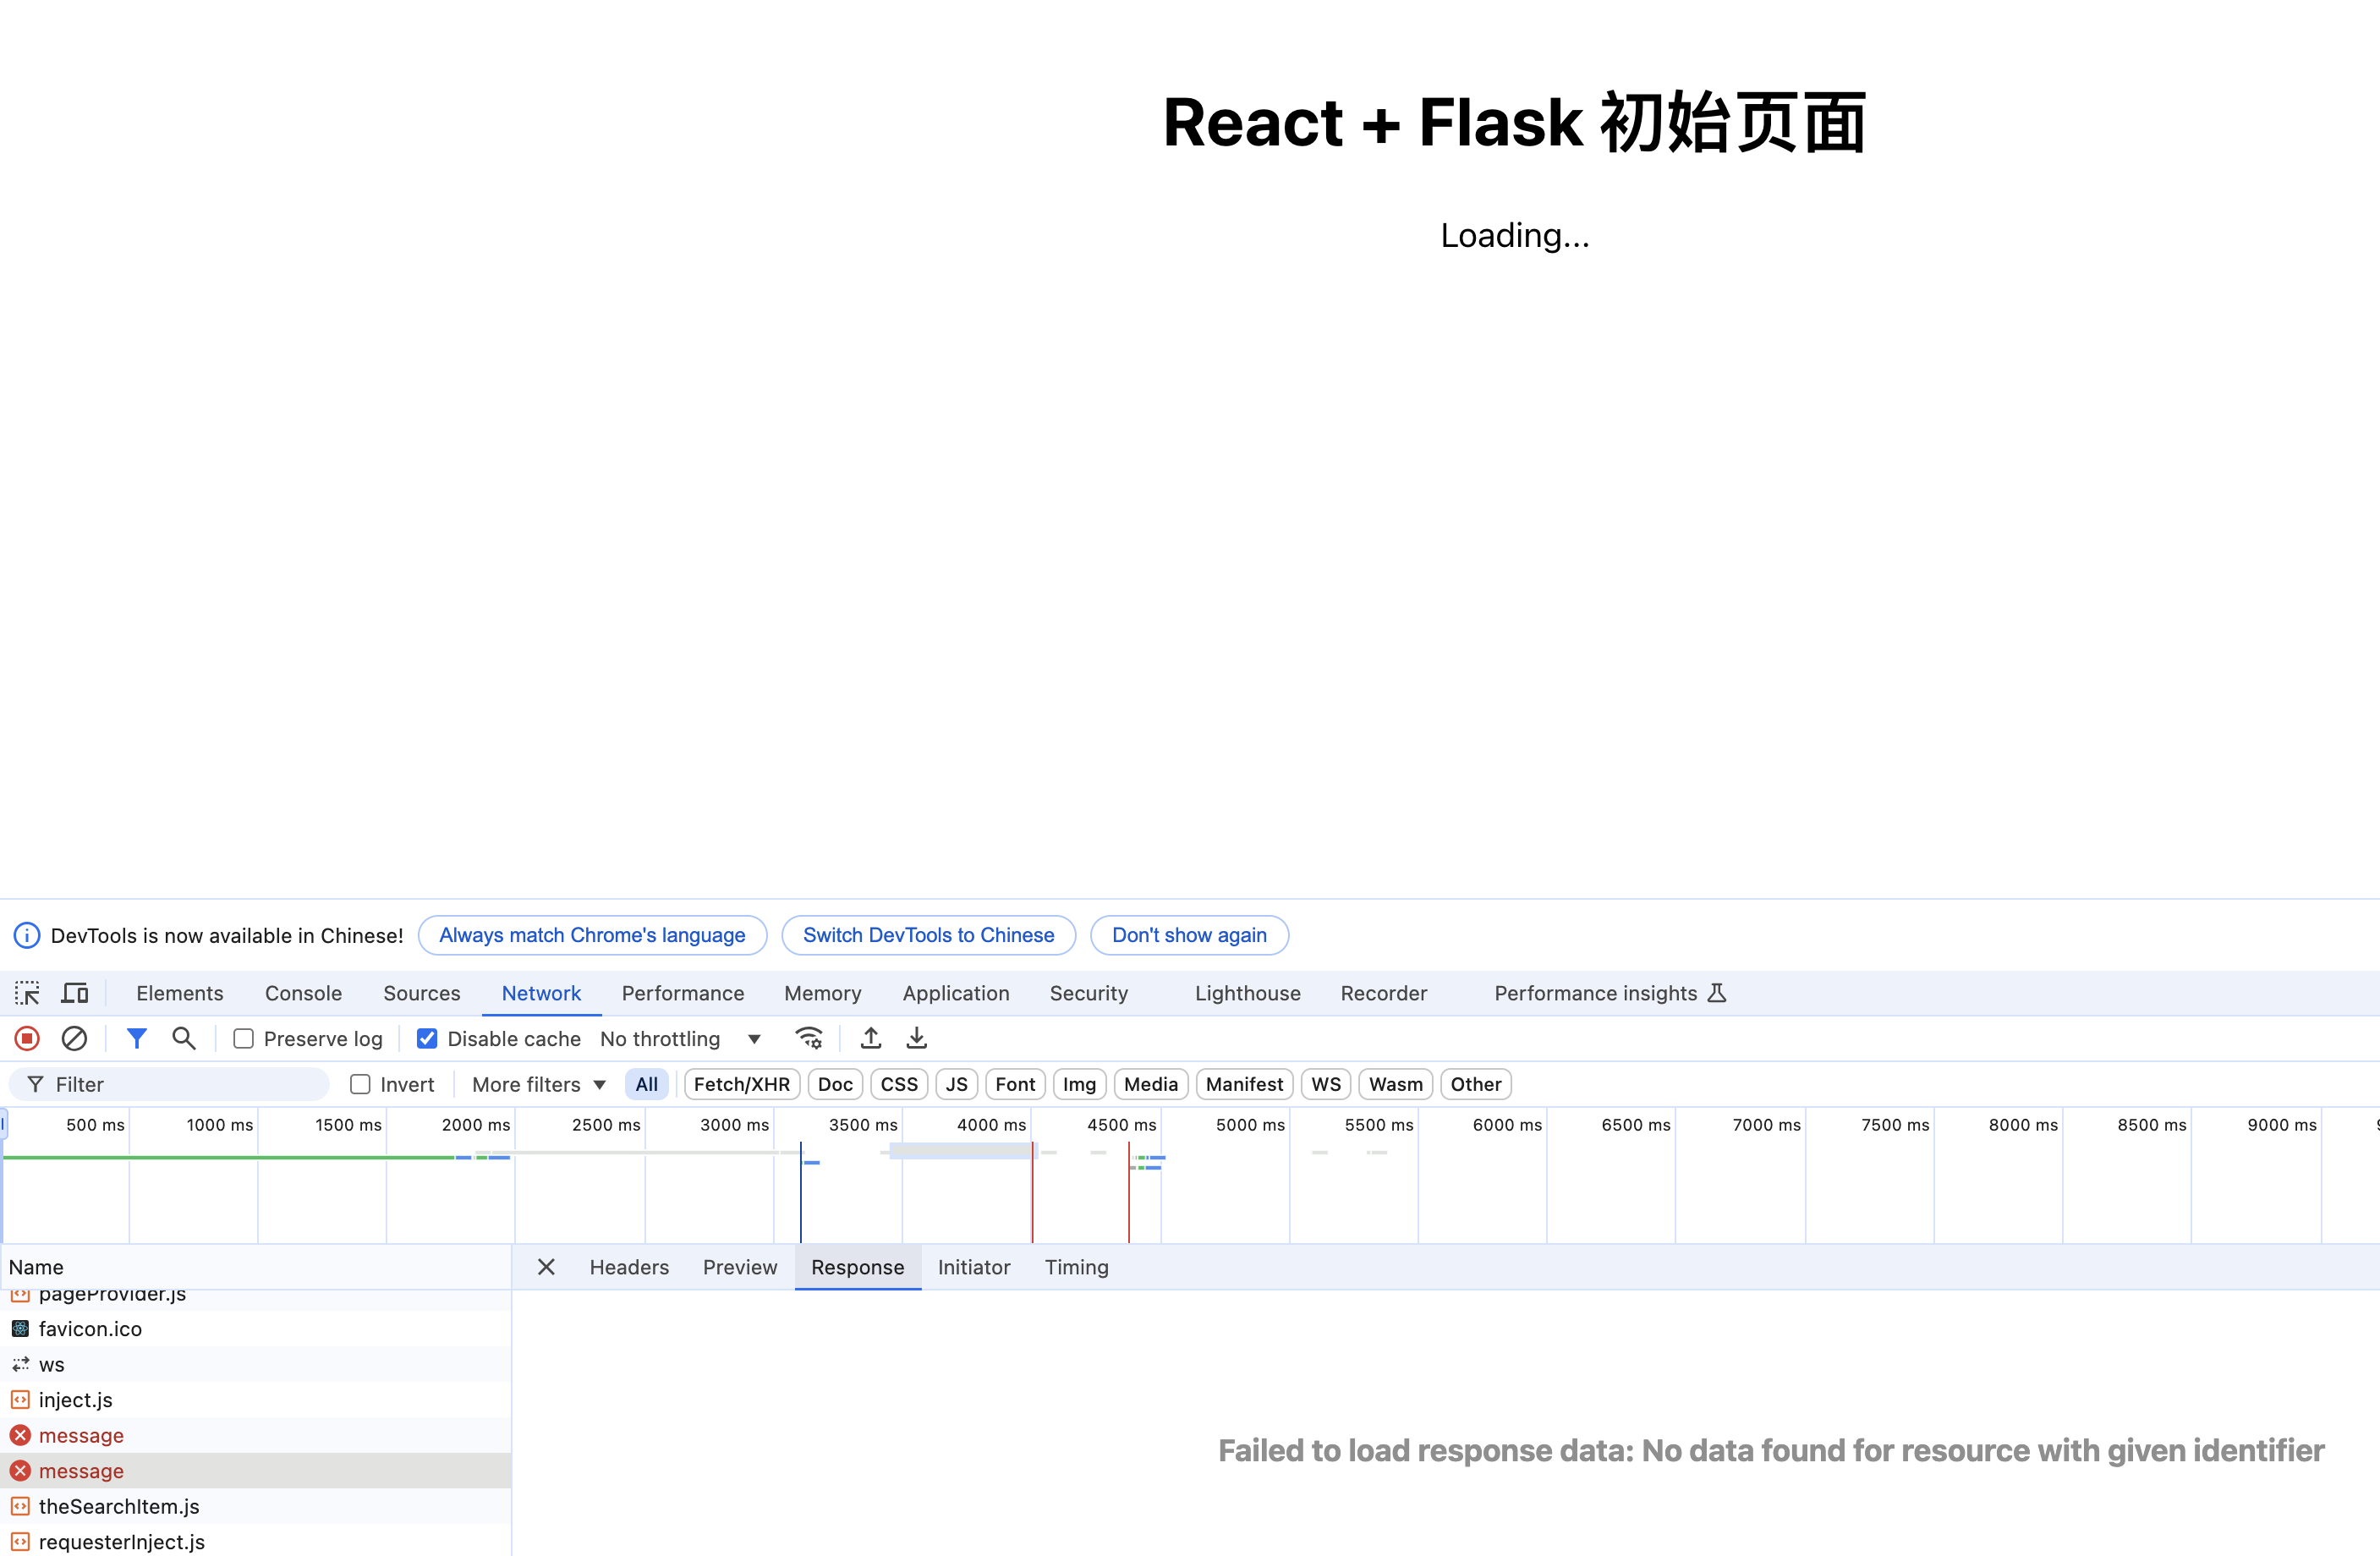 React + Flask 初始页面
Loading...
DevTools is now available in Chinese! Always match Chrome's language Switch DevTools to Chinese Don't show again
Elements Console Sources Network Performance Memory Application Security Lighthouse Recorder Performance insights
Preserve log Disable cache No throttling
Filter Invert More filters All Fetch/XHR Doc CSS JS Font Img Media Manifest WS Wasm Other
500 ms 1000 ms 1500 ms 2000 ms 2500 ms 3000 ms 3500 ms 4000 ms 4500 ms 5000 ms 5500 ms 6000 ms 6500 ms 7000 ms 7500 ms 8000 ms 8500 ms 9000 ms
Name Headers Preview Response Initiator Timing
pageProvider.js
favicon.ico
ws
inject.js
message
message
Failed to load response data: No data found for resource with given identifier
theSearchItem.js
requesterInject.js